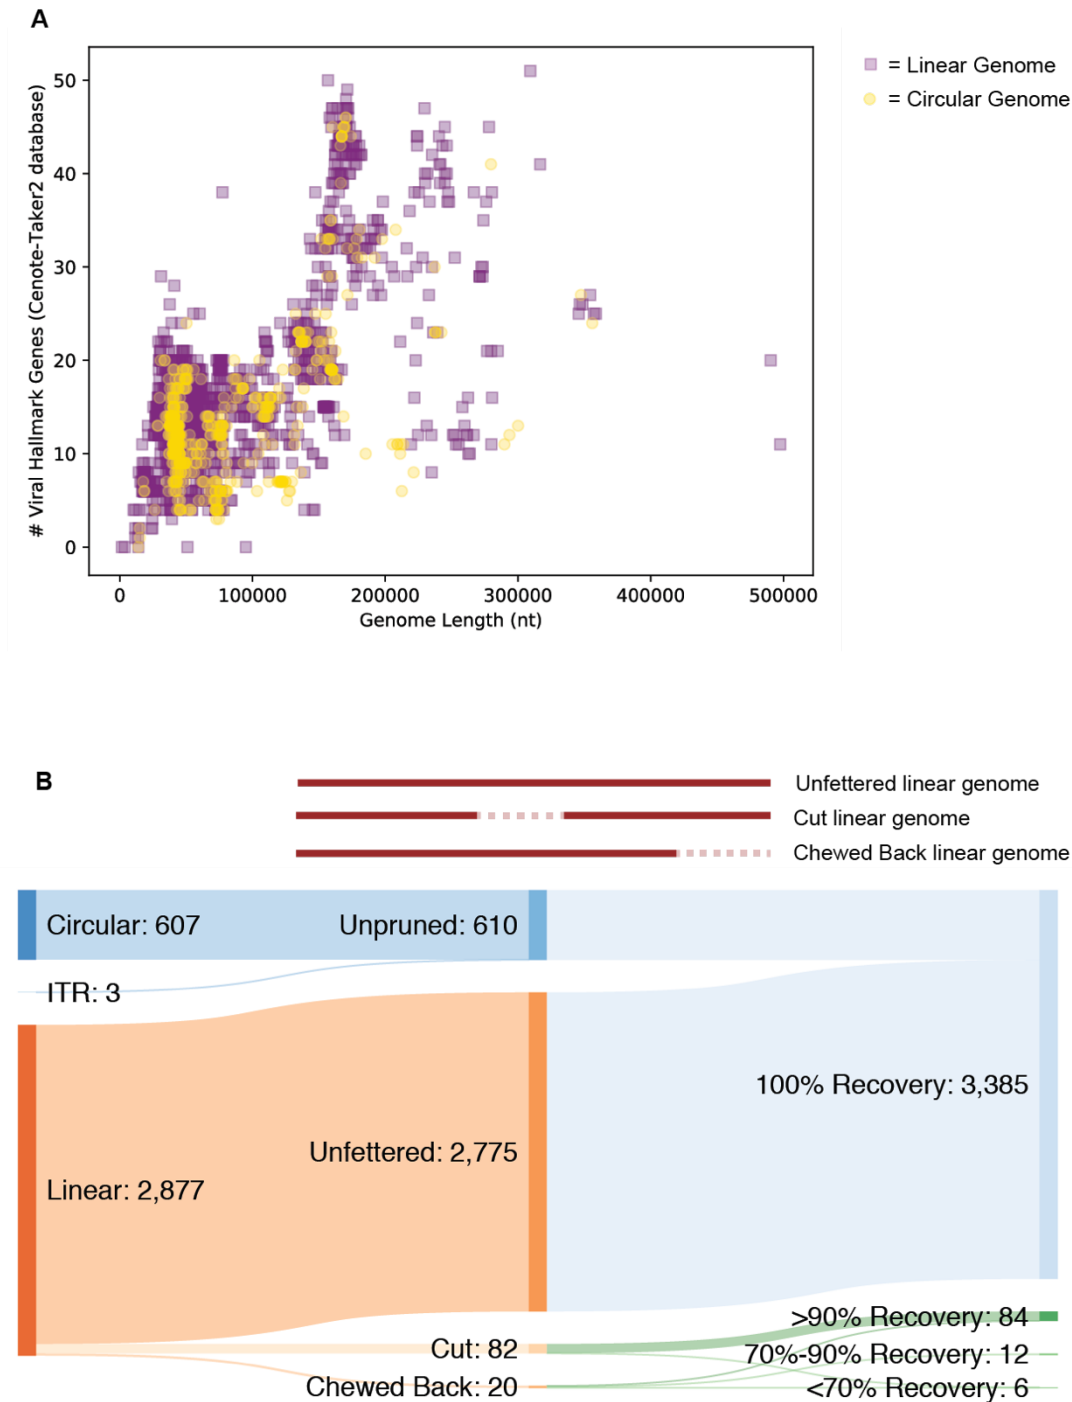 A
= Linear Genome
= Circular Genome
# Viral Hallmark Genes (Cenote-Taker2 database)
50
40
30
20
10
0
0 100000 200000 300000 400000 500000
Genome Length (nt)
B
Unfettered linear genome
Cut linear genome
Chewed Back linear genome
Circular: 607
Unpruned: 610
ITR: 3
100% Recovery: 3,385
Unfettered: 2,775
Linear: 2,877
>90% Recovery: 84
Cut: 82
70%-90% Recovery: 12
Chewed Back: 20
<70% Recovery: 6